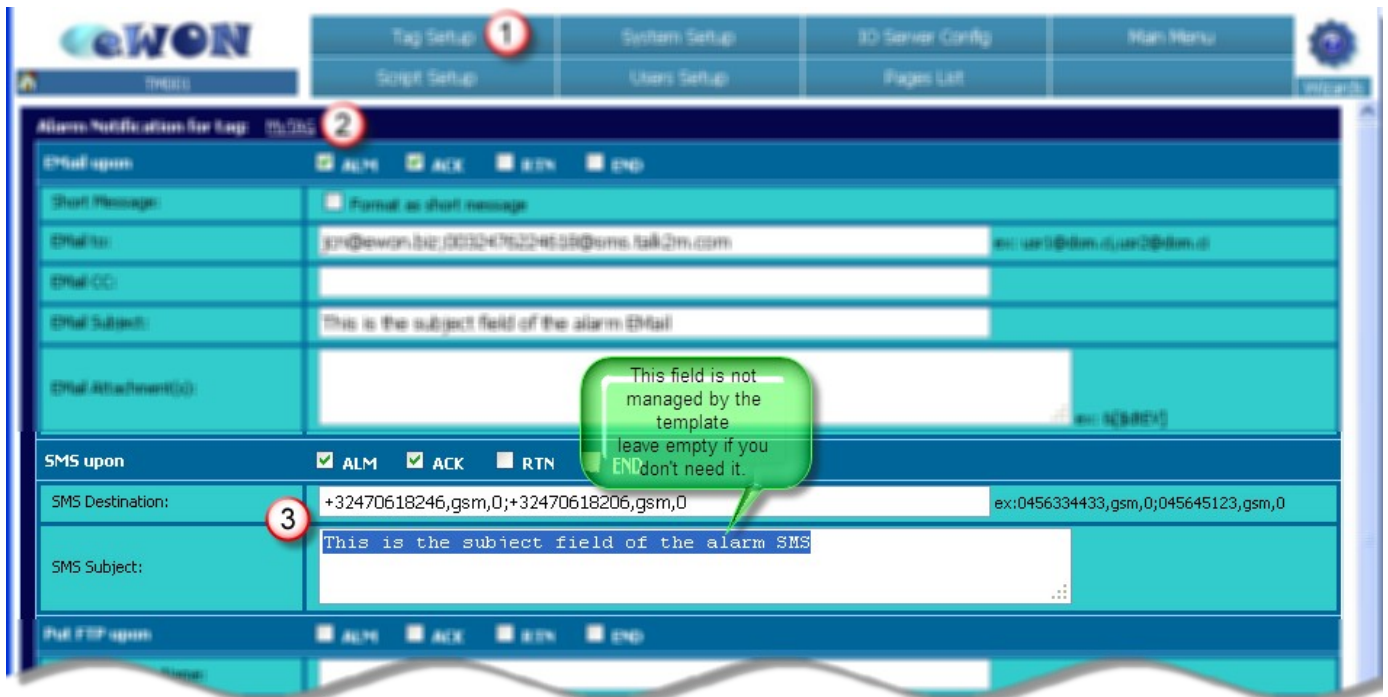 eWON
Tag Setup 1 System Setup IO Server Config Main Menu
Script Setup Users Setup Pages List Wizards
Alarm Notification for tag: 2
EMail upon ALM ACK RTN END
Short Message: Format as short message
EMail to:
EMail CC:
EMail Subject: This is the subject field of the alarm EMail
EMail Attachment(s):
This field is not
managed by the
template
leave empty if you
don't need it.
SMS upon ALM ACK RTN END
SMS Destination: +32470618246,gsm,0;+32470618206,gsm,0 ex:0456334433,gsm,0;045645123,gsm,0
3
SMS Subject: This is the subject field of the alarm SMS
Put FTP upon ALM ACK RTN END
Name: